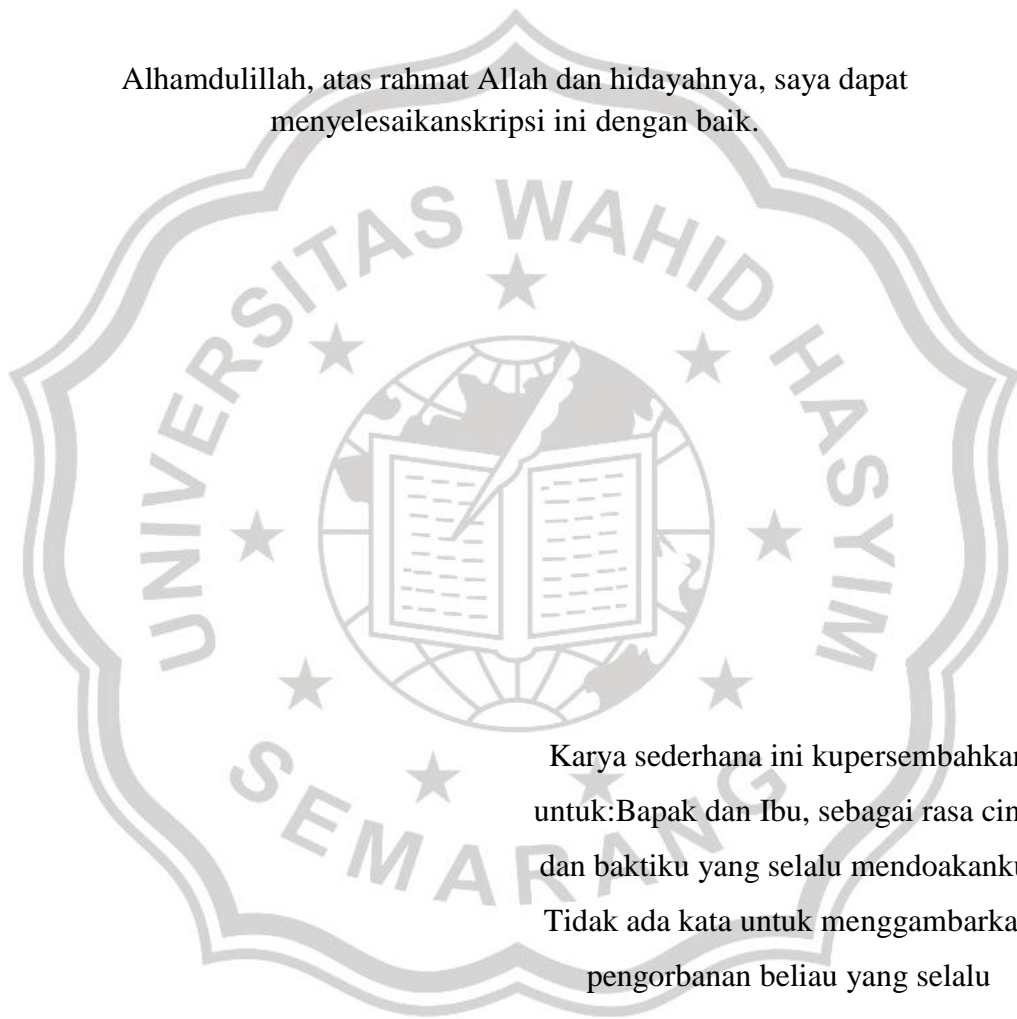 Alhamdulillah, atas rahmat Allah dan hidayahnya, saya dapat
menyelesaikanskripsi ini dengan baik.
UNIVERSITAS WAHID HASYIM
SEMARANG
Karya sederhana ini kupersembahkan
untuk:Bapak dan Ibu, sebagai rasa cin
dan baktiku yang selalu mendoakanku
Tidak ada kata untuk menggambarka
pengorbanan beliau yang selalu